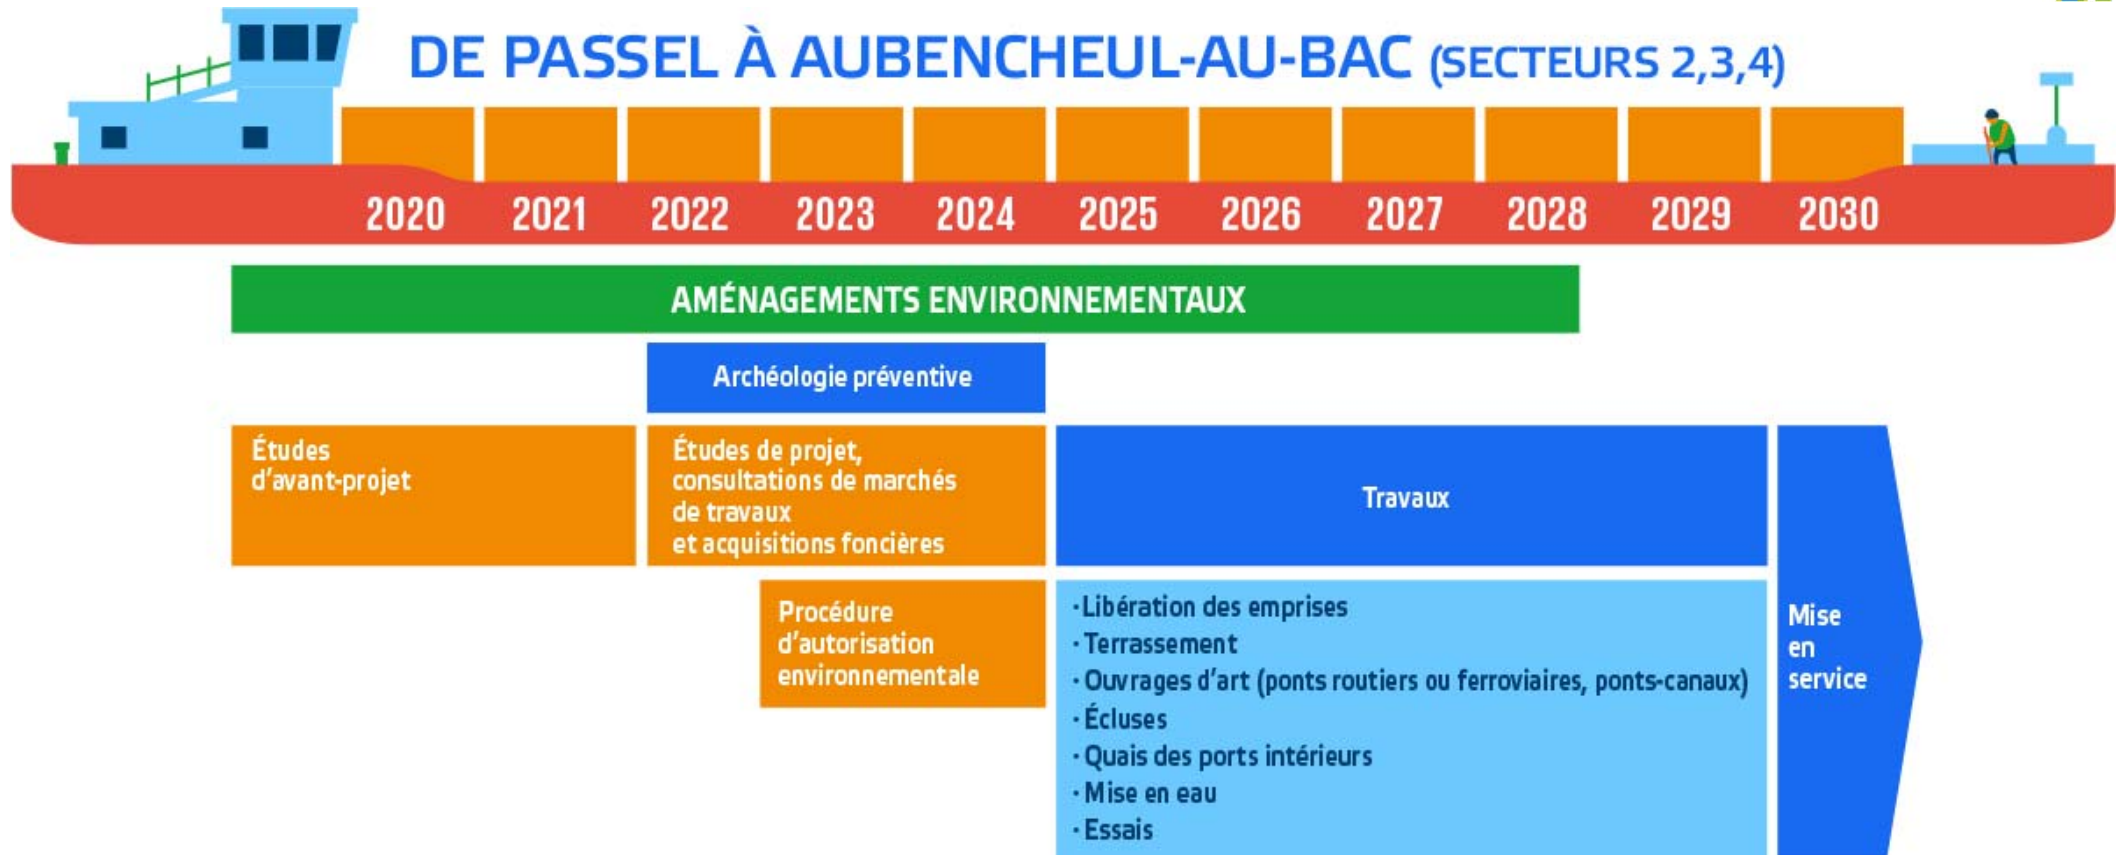 DE PASSEL À AUBENCHEUL-AU-BAC (SECTEURS 2,3,4)
2020 2021 2022 2023 2024 2025 2026 2027 2028 2029 2030
AMÉNAGEMENTS ENVIRONNEMENTAUX
Archéologie préventive
Études
d'avant-projet
Études de projet,
consultations de marchés
de travaux
et acquisitions foncières
Travaux
Procédure
d'autorisation
environnementale
· Libération des emprises
· Terrassement
· Ouvrages d'art (ponts routiers ou ferroviaires, ponts-canaux)
· Écluses
· Quais des ports intérieurs
· Mise en eau
· Essais
Mise
en
service